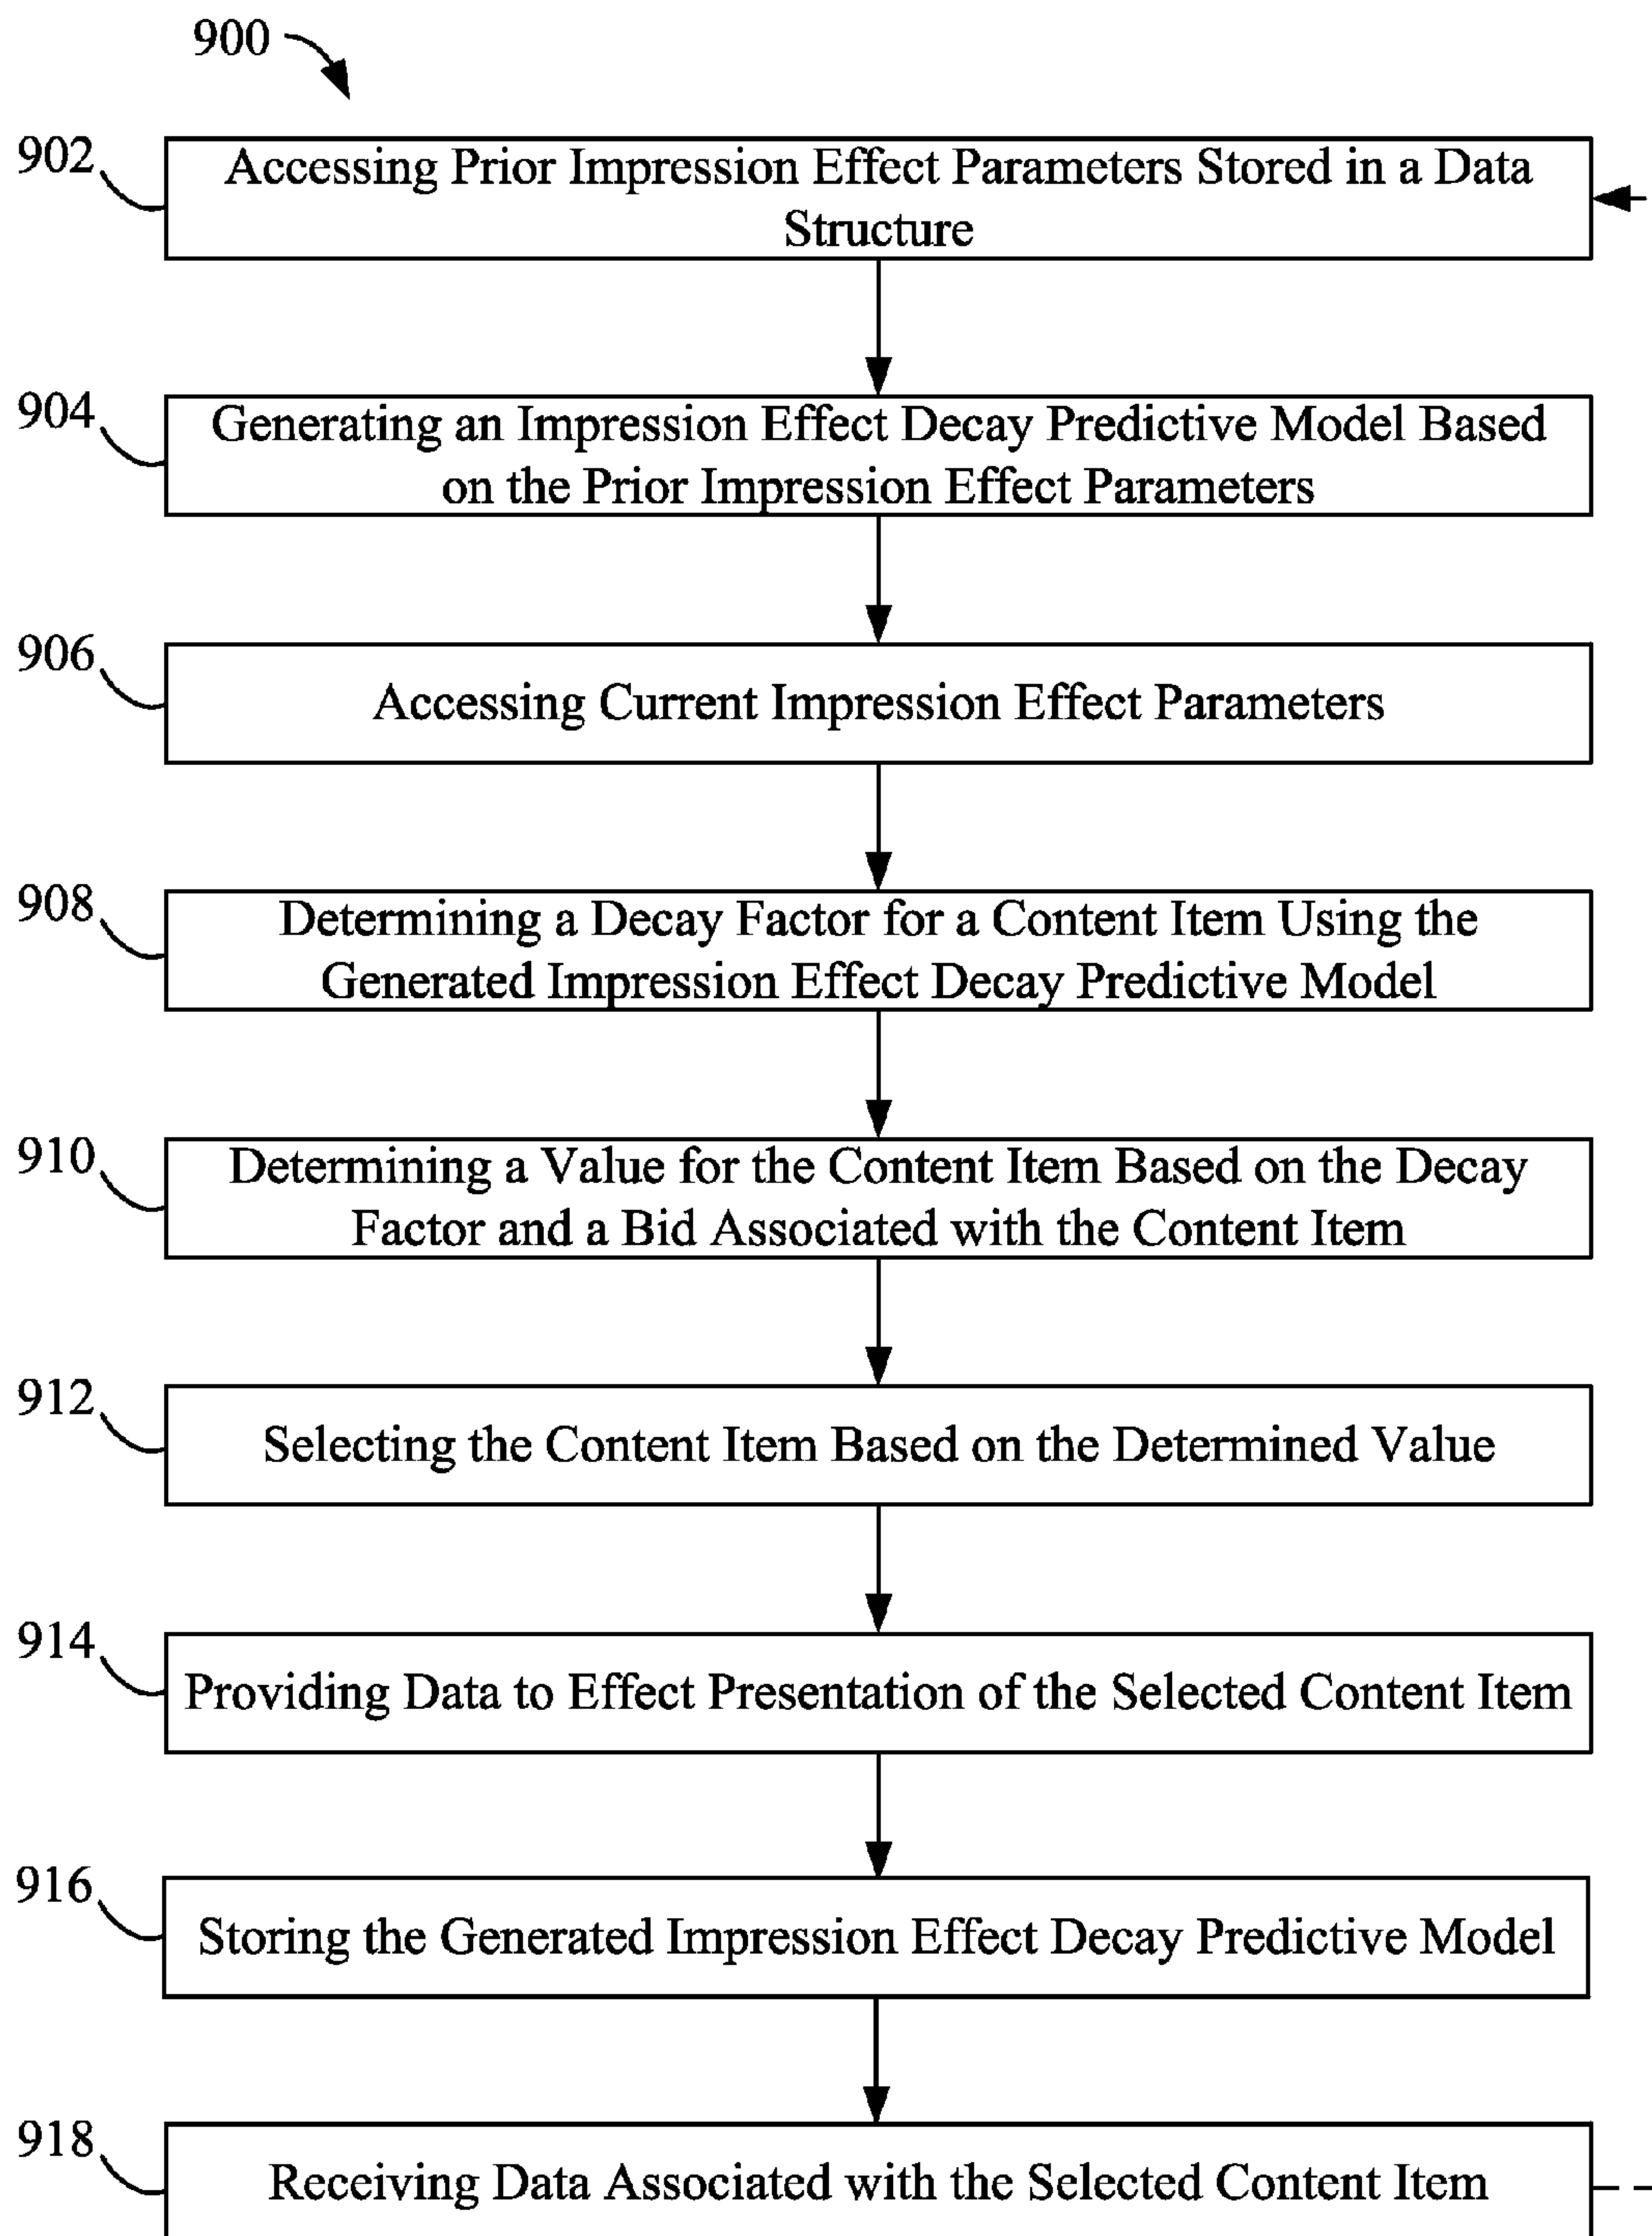 900
902
Accessing Prior Impression Effect Parameters Stored in a Data
Structure
904
Generating an Impression Effect Decay Predictive Model Based
on the Prior Impression Effect Parameters
906
Accessing Current Impression Effect Parameters
908
Determining a Decay Factor for a Content Item Using the
Generated Impression Effect Decay Predictive Model
910
Determining a Value for the Content Item Based on the Decay
Factor and a Bid Associated with the Content Item
912
Selecting the Content Item Based on the Determined Value
914
Providing Data to Effect Presentation of the Selected Content Item
916
Storing the Generated Impression Effect Decay Predictive Model
918
Receiving Data Associated with the Selected Content Item